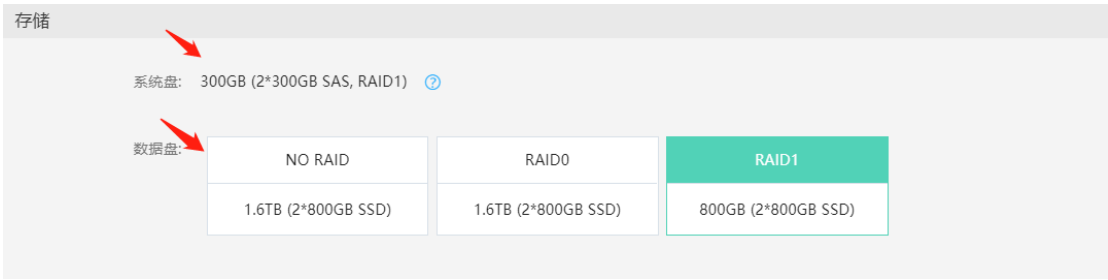 存储
系统盘: 300GB (2*300GB SAS, RAID1) ?
数据盘:
NO RAID RAID0 RAID1
1.6TB (2*800GB SSD) 1.6TB (2*800GB SSD) 800GB (2*800GB SSD)